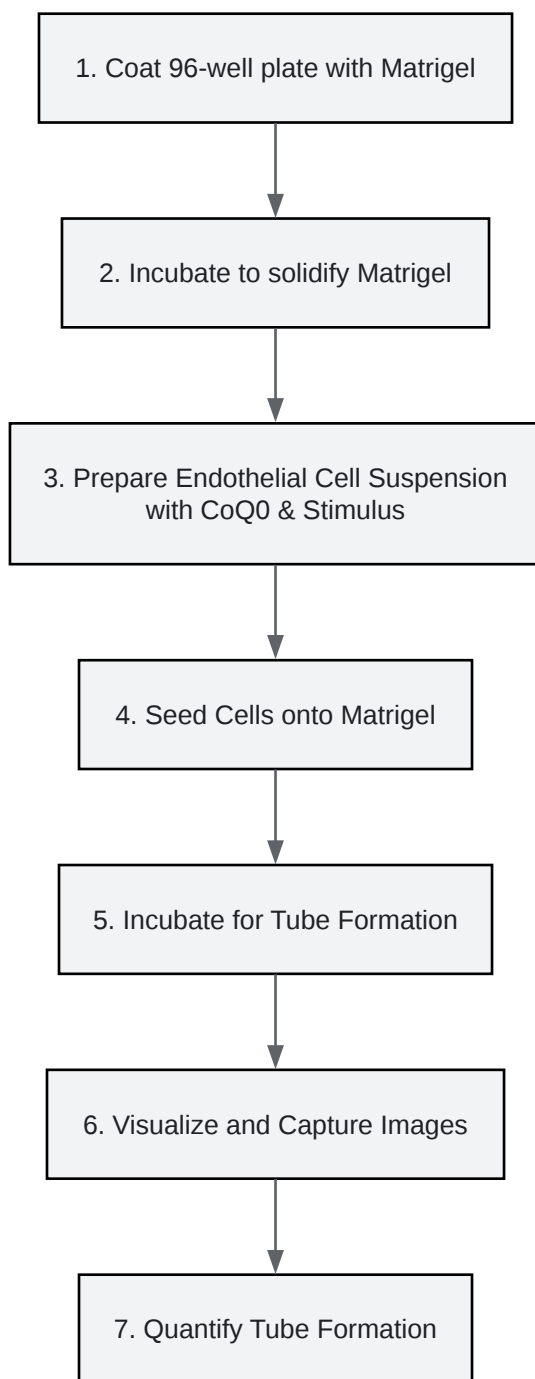 1. Coat 96-well plate with Matrigel
2. Incubate to solidify Matrigel
3. Prepare Endothelial Cell Suspension
with CoQ0 & Stimulus
4. Seed Cells onto Matrigel
5. Incubate for Tube Formation
6. Visualize and Capture Images
7. Quantify Tube Formation